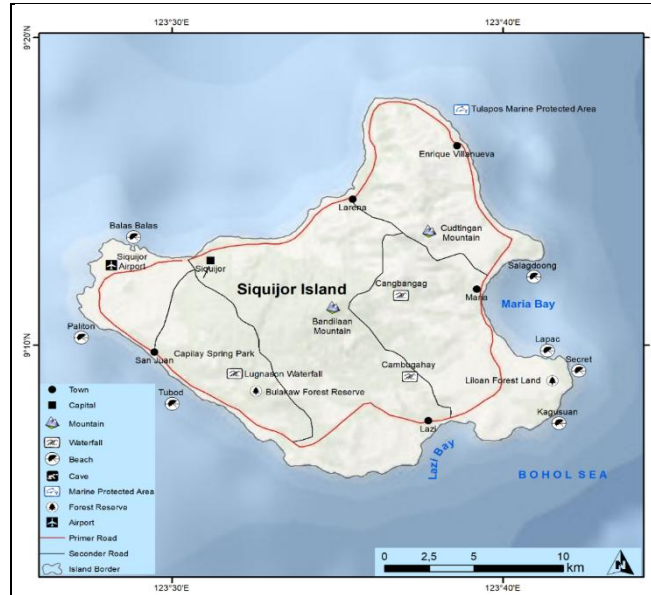 123°30'E
123°40'E
9°20'N
Tulapos Marine Protected Area
Enrique Villanueva
Larena
Balas Balas
Cudtingan
Mountain
Siquijor
Airport
Siquijor
Salagdoong
Siquijor Island
Cangbangag
Maria
Maria Bay
Bandilaan
Mountain
Paliton
9°10'N
9°10'N
San Juan
Capilay Spring Park
Lapac
Secret
Lugnason Waterfall
Cambugahay
Liloan Forest Land
Tubod
Bulakaw Forest Reserve
Kagusuan
Lazi
Lazi Bay
BOHOL SEA
Town
Capital
Mountain
Waterfall
Beach
Cave
Marine Protected Area
Forest Reserve
Airport
Primer Road
Seconder Road
Island Border
0 2,5 5 10
km
N
123°30'E
123°40'E